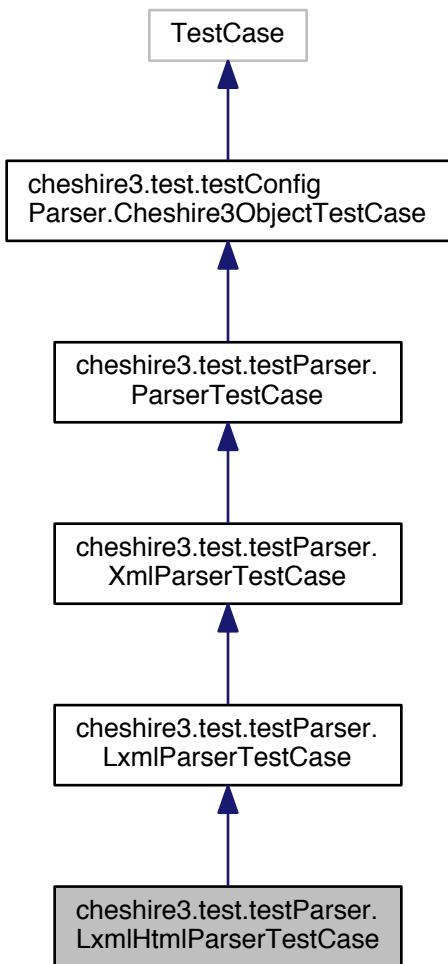 TestCase
cheshire3.test.testConfig
Parser.Cheshire3ObjectTestCase
cheshire3.test.testParser.
ParserTestCase
cheshire3.test.testParser.
XmlParserTestCase
cheshire3.test.testParser.
LxmlParserTestCase
cheshire3.test.testParser.
LxmlHtmlParserTestCase